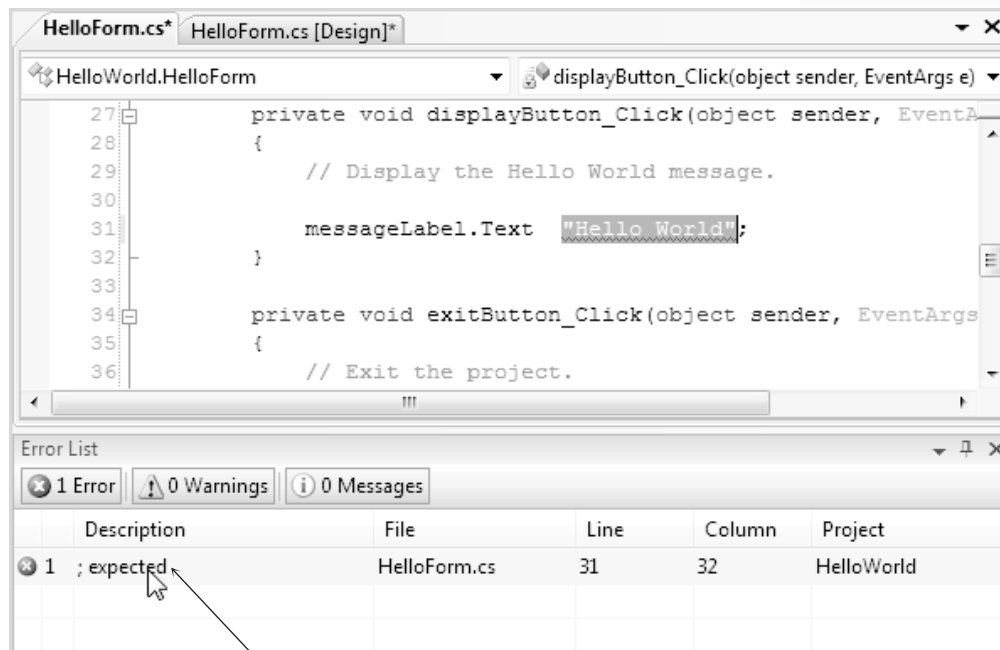 HelloForm.cs* HelloForm.cs [Design]*
HelloWorld.HelloForm displayButton_Click(object sender, EventArgs e)
27 private void displayButton_Click(object sender, EventA
28 {
29 // Display the Hello World message.
30
31 messageLabel.Text "Hello World";
32 }
33
34 private void exitButton_Click(object sender, EventArgs
35 {
36 // Exit the project.
Error List
1 Error 0 Warnings 0 Messages
Description File Line Column Project
1 ; expected HelloForm.cs 31 32 HelloWorld